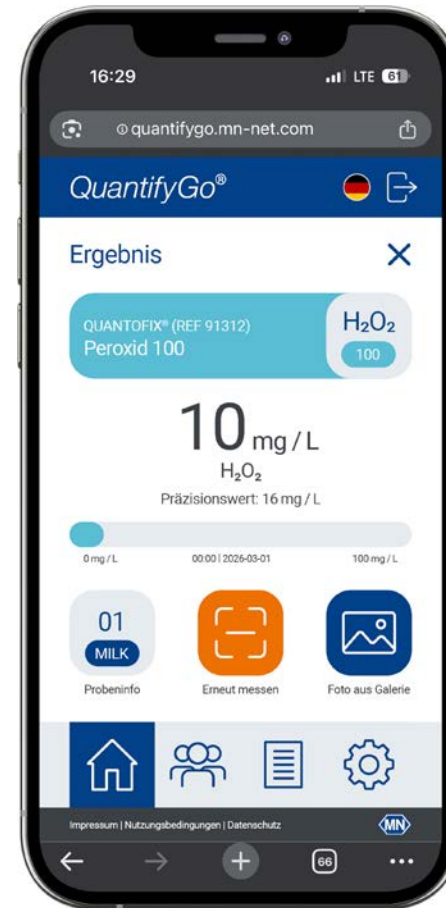 16:29
LTE 61
quantifygo.mn-net.com
QuantifyGo®
Ergebnis
QUANTOFIX® (REF 91312)
Peroxid 100
H₂O₂
100
10 mg / L
H₂O₂
Präzisionswert: 16 mg / L
0 mg / L 00:00 | 2026-03-01 100 mg / L
01
MILK
Probeninfo Erneut messen Foto aus Galerie
Impressum | Nutzungsbedingungen | Datenschutz
MN
66